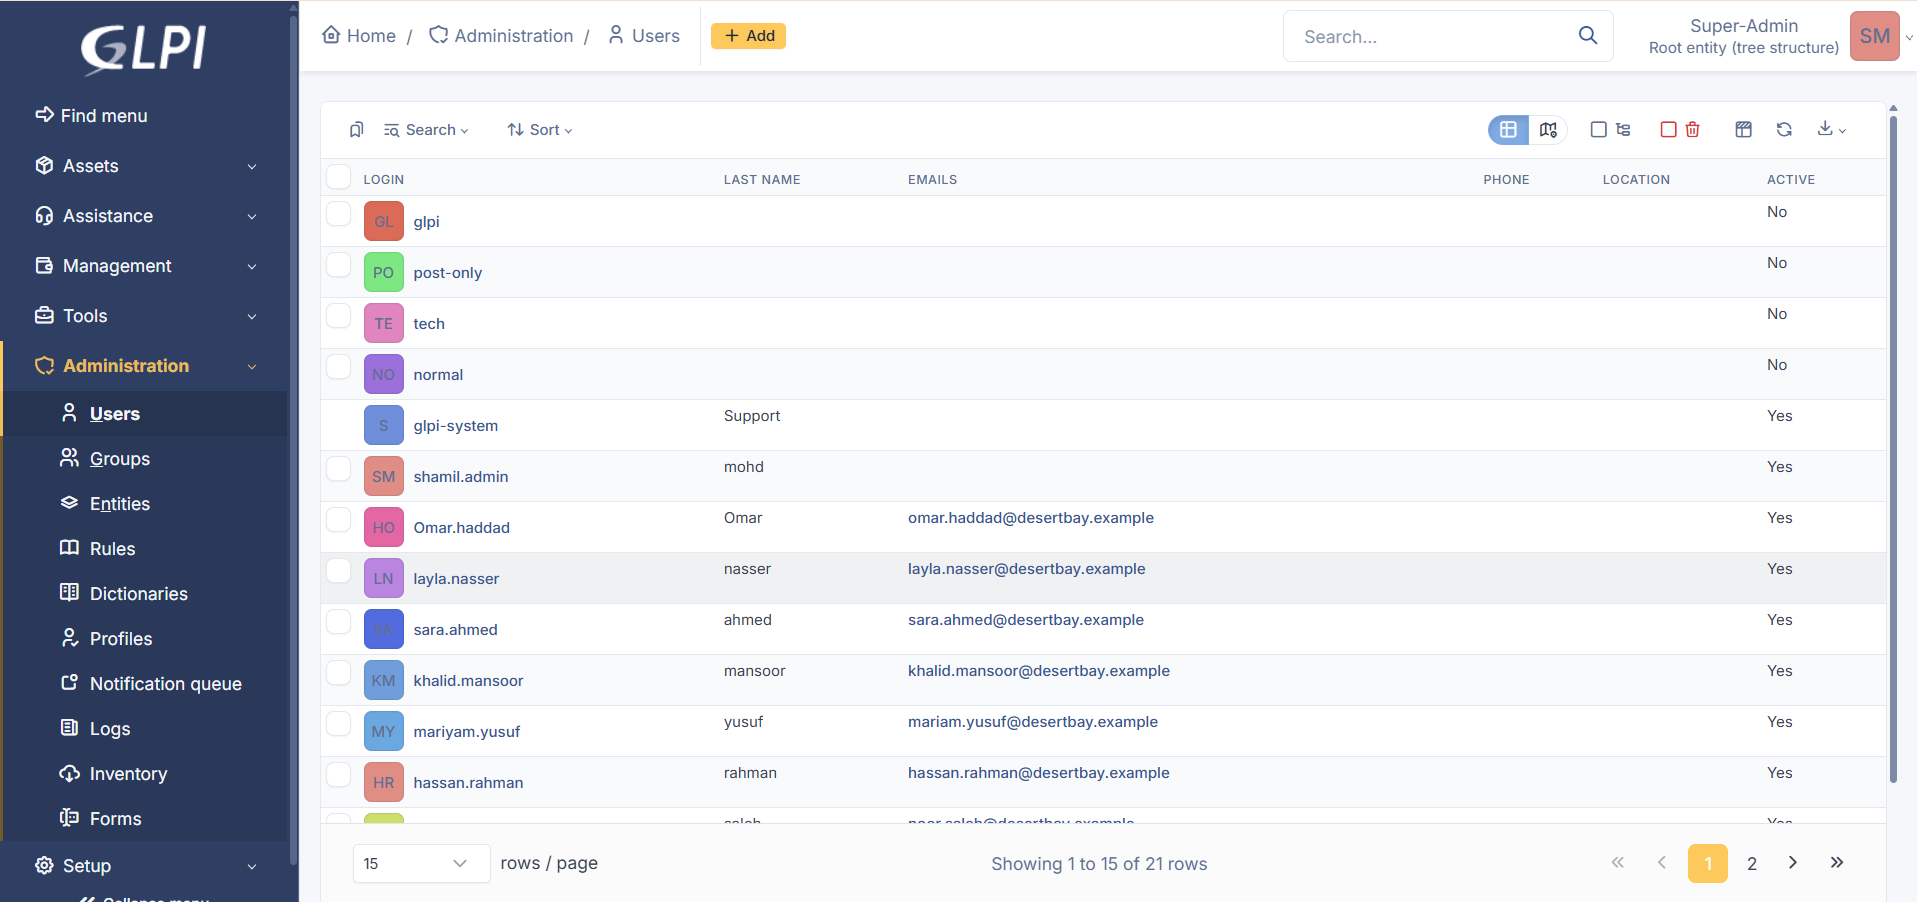 GLPI
Home / Administration / Users
+ Add
Search...
Super-Admin
Root entity (tree structure)
SM
Find menu
Assets
Assistance
Management
Tools
Administration
Users
Groups
Entities
Rules
Dictionaries
Profiles
Notification queue
Logs
Inventory
Forms
Setup
Collapse menu
Search
Sort
LOGIN LAST NAME EMAILS PHONE LOCATION ACTIVE
GL glpi No
PO post-only No
TE tech No
NO normal No
S glpi-system Support Yes
SM shamil.admin mohd Yes
HO Omar.haddad Omar omar.haddad@desertbay.example Yes
LN layla.nasser nasser layla.nasser@desertbay.example Yes
SA sara.ahmed ahmed sara.ahmed@desertbay.example Yes
KM khalid.mansoor mansoor khalid.mansoor@desertbay.example Yes
MY mariyam.yusuf yusuf mariam.yusuf@desertbay.example Yes
HR hassan.rahman rahman hassan.rahman@desertbay.example Yes
15 rows / page
Showing 1 to 15 of 21 rows
« ‹ 1 2 › »